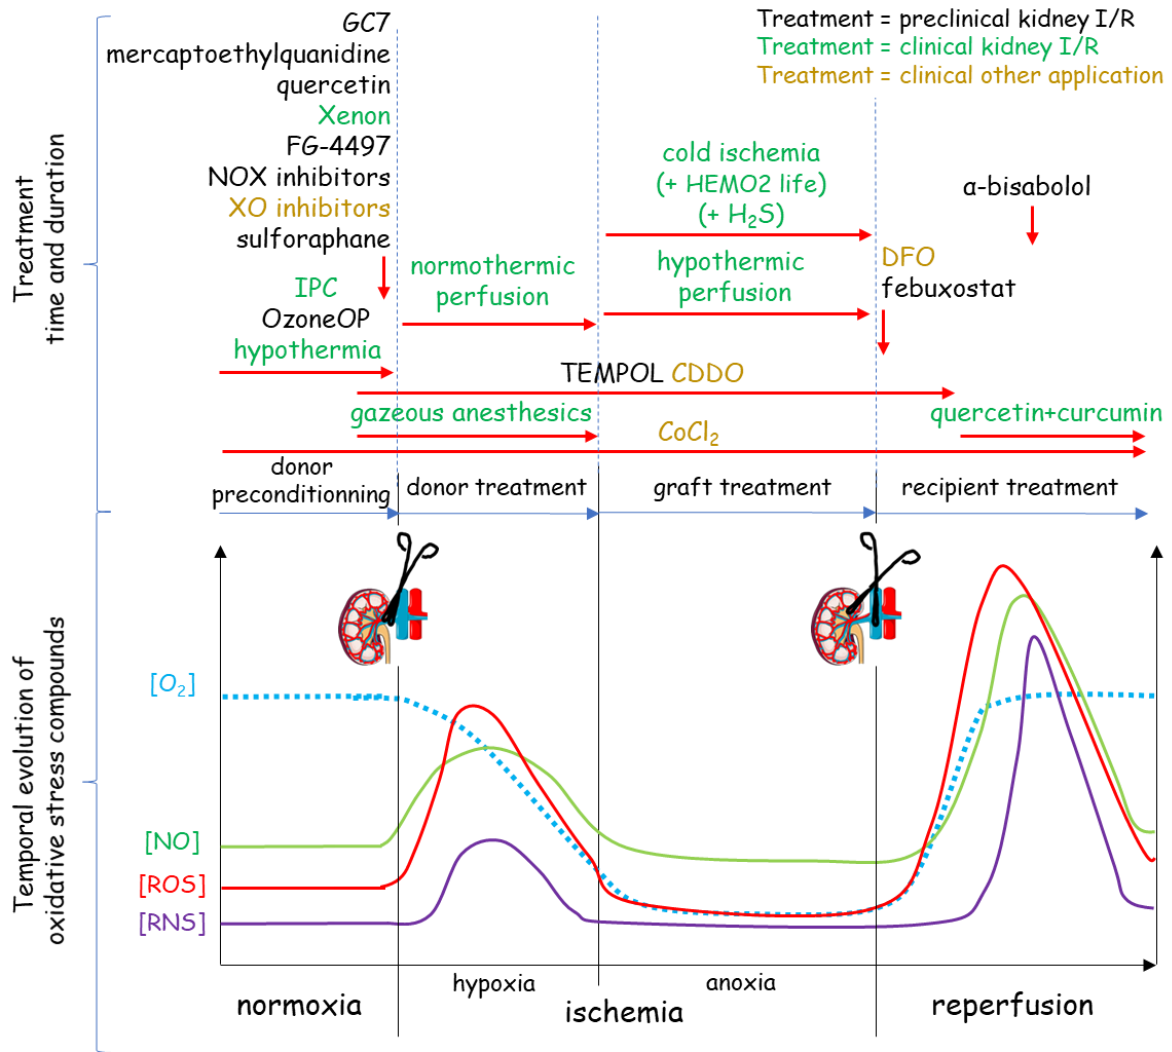 GC7
mercaptoethylquanidine
quercetin
Xenon
FG-4497
NOX inhibitors
XO inhibitors
sulforaphane
IPC
OzoneOP
hypothermia
Treatment = preclinical kidney I/R
Treatment = clinical kidney I/R
Treatment = clinical other application
Treatment
time and duration
normothermic
perfusion
cold ischemia
(+ HEMO2 life)
(+ H₂S)
hypothermic
perfusion
α-bisabolol
DFO
febuxostat
TEMPOL CDDO
gazeous anesthesics
quercetin+curcumin
CoCl₂
donor
preconditionning
donor treatment
graft treatment
recipient treatment
Temporal evolution of
oxidative stress compounds
[O₂]
[NO]
[ROS]
[RNS]
hypoxia
anoxia
normoxia
ischemia
reperfusion